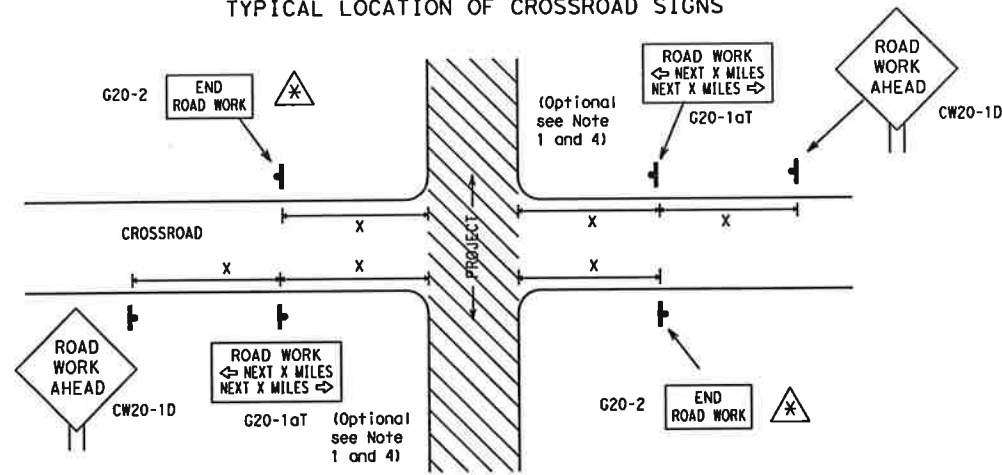 TYPICAL LOCATION OF CROSSROAD SIGNS
G20-2
END
ROAD WORK
*
(Optional
see Note
1 and 4)
ROAD WORK
⇦ NEXT X MILES
NEXT X MILES ⇨
G20-1aT
ROAD
WORK
AHEAD
CW20-1D
X
X
X
CROSSROAD
PROJECT
X
X
X
ROAD
WORK
AHEAD
CW20-1D
ROAD WORK
⇦ NEXT X MILES
NEXT X MILES ⇨
G20-1aT
(Optional
see Note
1 and 4)
G20-2
END
ROAD WORK
*